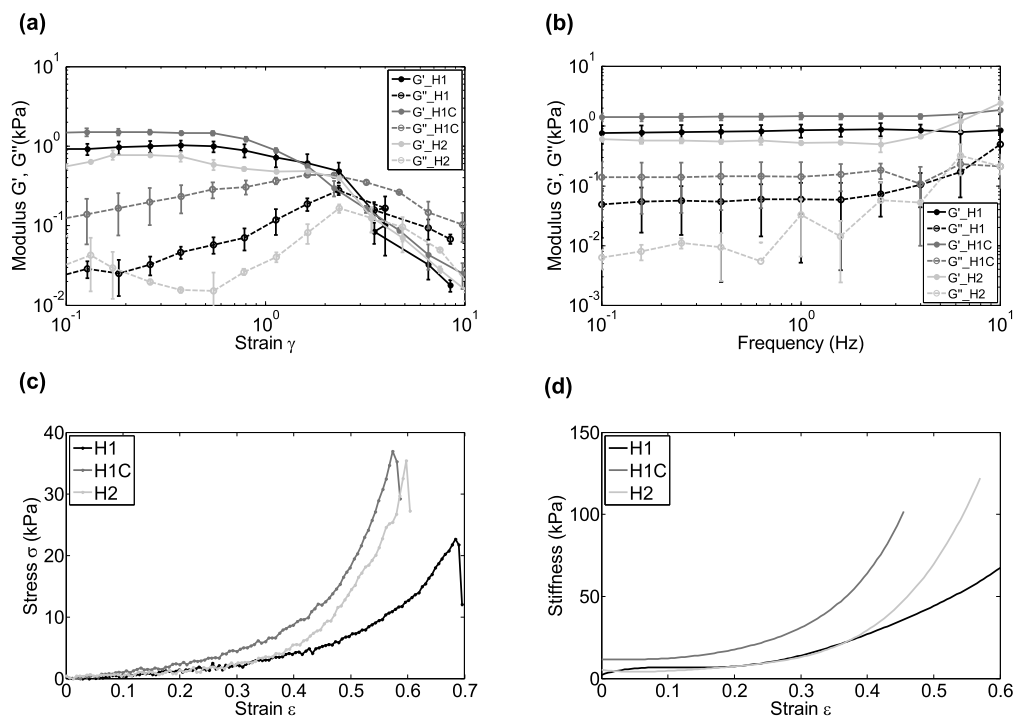 (a)
10^1
10^0
10^-1
10^-2
10^-1
10^0
10^1
Modulus G', G''(kPa)
Strain γ
G'_H1
G''_H1
G'_H1C
G''_H1C
G'_H2
G''_H2
(b)
10^1
10^0
10^-1
10^-2
10^-3
10^-1
10^0
10^1
Modulus G', G''(kPa)
Frequency (Hz)
G'_H1
G''_H1
G'_H1C
G''_H1C
G'_H2
G''_H2
(c)
40
30
20
10
0
0
0.1
0.2
0.3
0.4
0.5
0.6
0.7
Stress σ (kPa)
Strain ε
H1
H1C
H2
(d)
150
100
50
0
0
0.1
0.2
0.3
0.4
0.5
0.6
Stiffness (kPa)
Strain ε
H1
H1C
H2